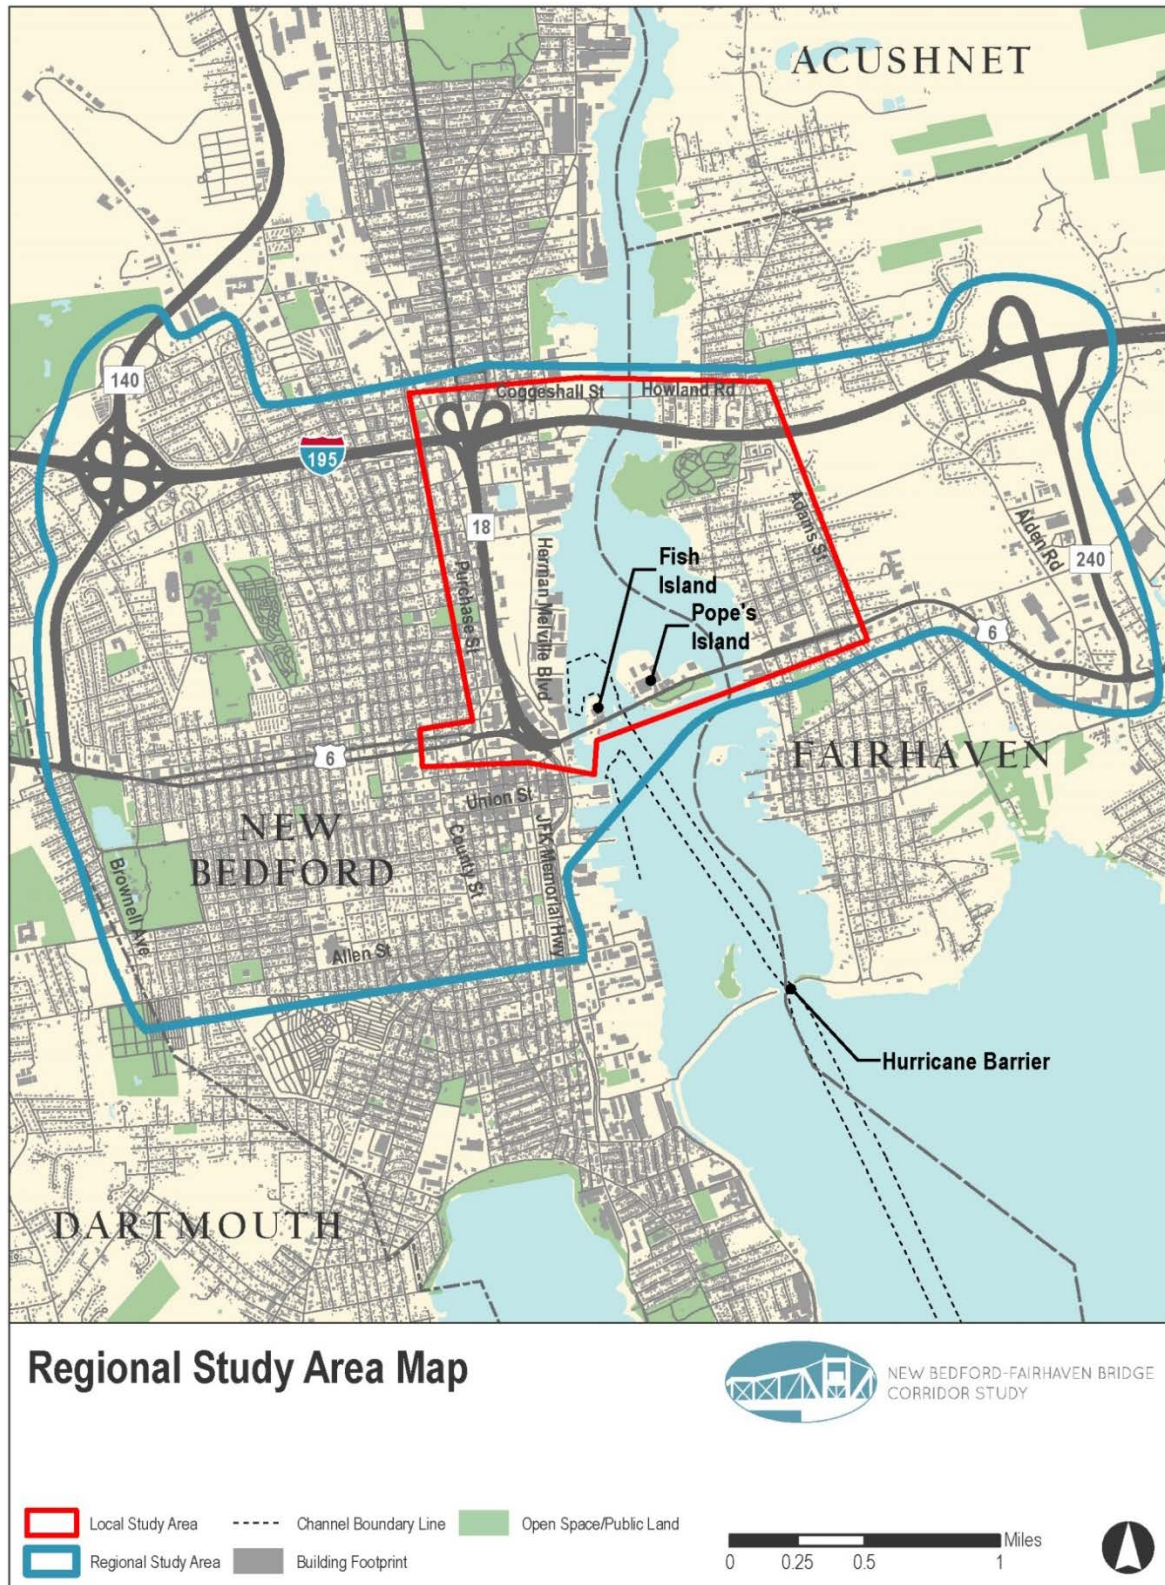 ACUSHNET
140
Coggeshall St
Howland Rd
195
18
Adams St
Alden Rd
Herman Melville Blvd
Fish
Island
240
Purchase St
Pope's
Island
6
6
FAIRHAVEN
Union St
NEW
BEDFORD
County St
JFK Memorial Hwy
Brownell Ave
Allen St
Hurricane Barrier
DARTMOUTH
Regional Study Area Map
NEW BEDFORD-FAIRHAVEN BRIDGE
CORRIDOR STUDY
Local Study Area
Channel Boundary Line
Open Space/Public Land
Regional Study Area
Building Footprint
Miles
0
0.25
0.5
1